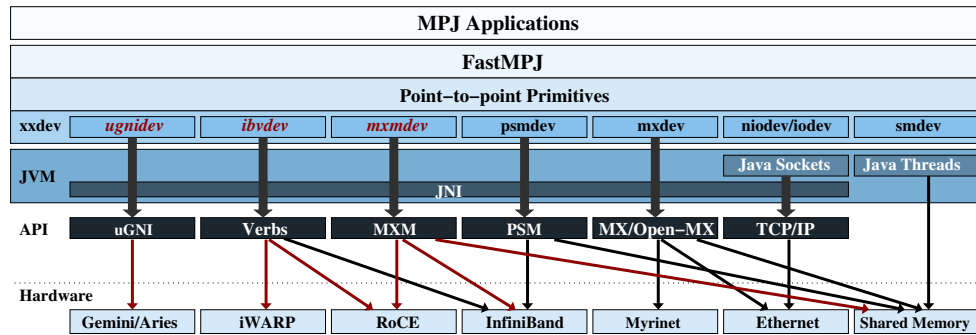 MPJ Applications
FastMPJ
Point-to-point Primitives
xxdev ugnidev ibvdev mxmdev psmdev mxdev niodev/iodev smdev
JVM Java Sockets Java Threads
JNI
API uGNI Verbs MXM PSM MX/Open-MX TCP/IP
Hardware
Gemini/Aries iWARP RoCE InfiniBand Myrinet Ethernet Shared Memory